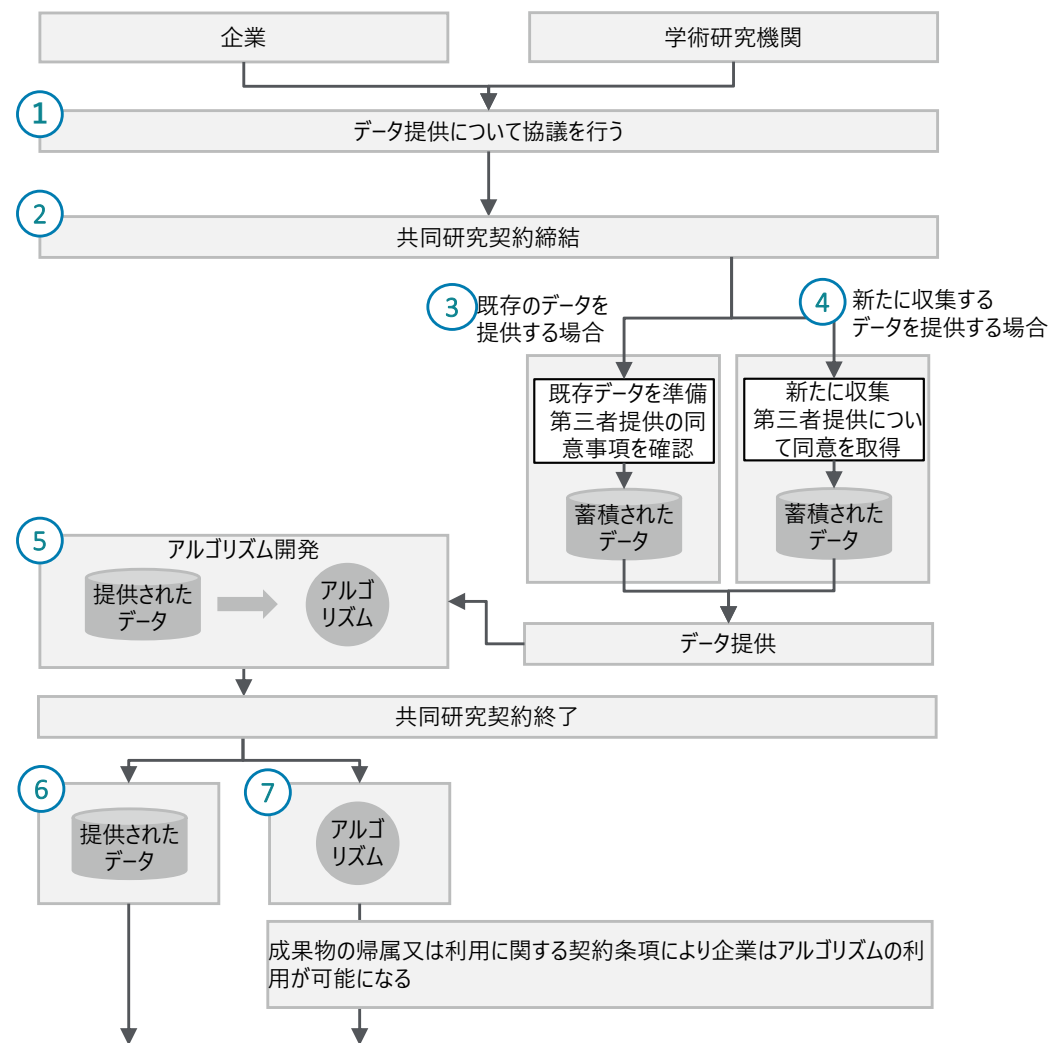 企業
学術研究機関
1
データ提供について協議を行う
2
共同研究契約締結
3
既存のデータを
提供する場合
4
新たに収集する
データを提供する場合
既存データを準備
第三者提供の同
意事項を確認
新たに収集
第三者提供につい
て同意を取得
蓄積された
データ
蓄積された
データ
5
アルゴリズム開発
提供された
データ
アルゴ
リズム
データ提供
共同研究契約終了
6
提供された
データ
7
アルゴ
リズム
成果物の帰属又は利用に関する契約条項により企業はアルゴリズムの利
用が可能になる